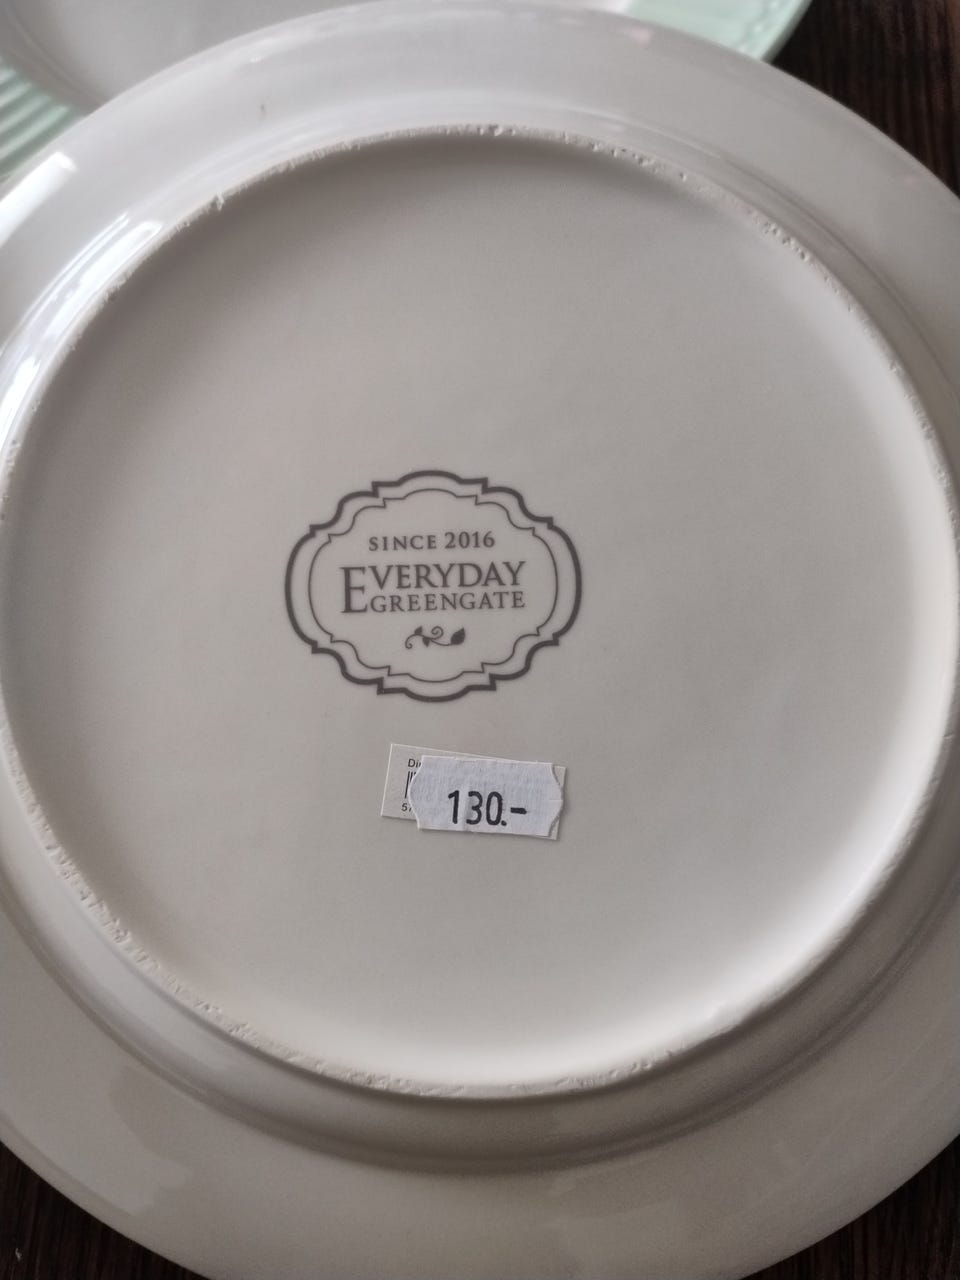 SINCE 2016
EVERYDAY
GREENGATE
130.-